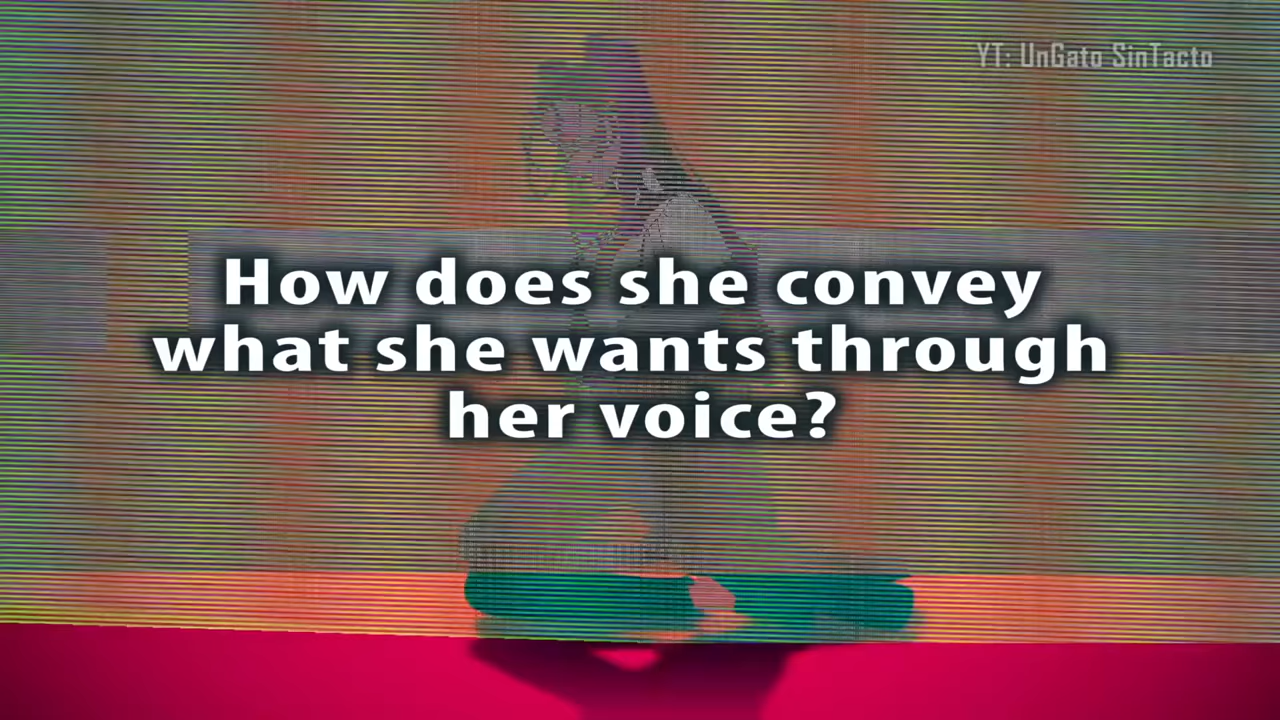 YT: UnGato SinTacto
How does she convey
what she wants through
her voice?